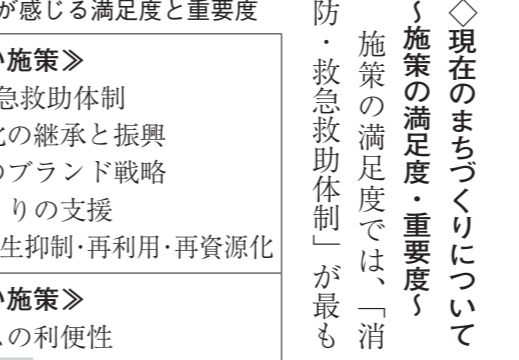 ◇現在のまちづくりについて
～施策の満足度・重要度～
施策の満足度では、「消
防・救急救助体制」が最も
が感じる満足度と重要度
い施策≫
急救助体制
化の継承と振興
のブランド戦略
りの支援
生抑制・再利用・再資源化
い施策≫
の利便性